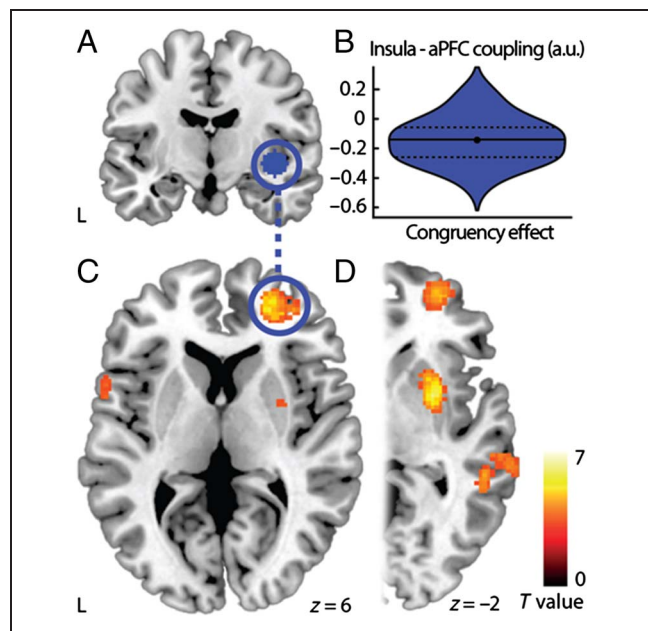 A
B
Insula - aPFC coupling (a.u.)
0.2
0
−0.2
−0.4
−0.6
L
Congruency effect
C
D
7
0
L
z = 6
z = −2
T value